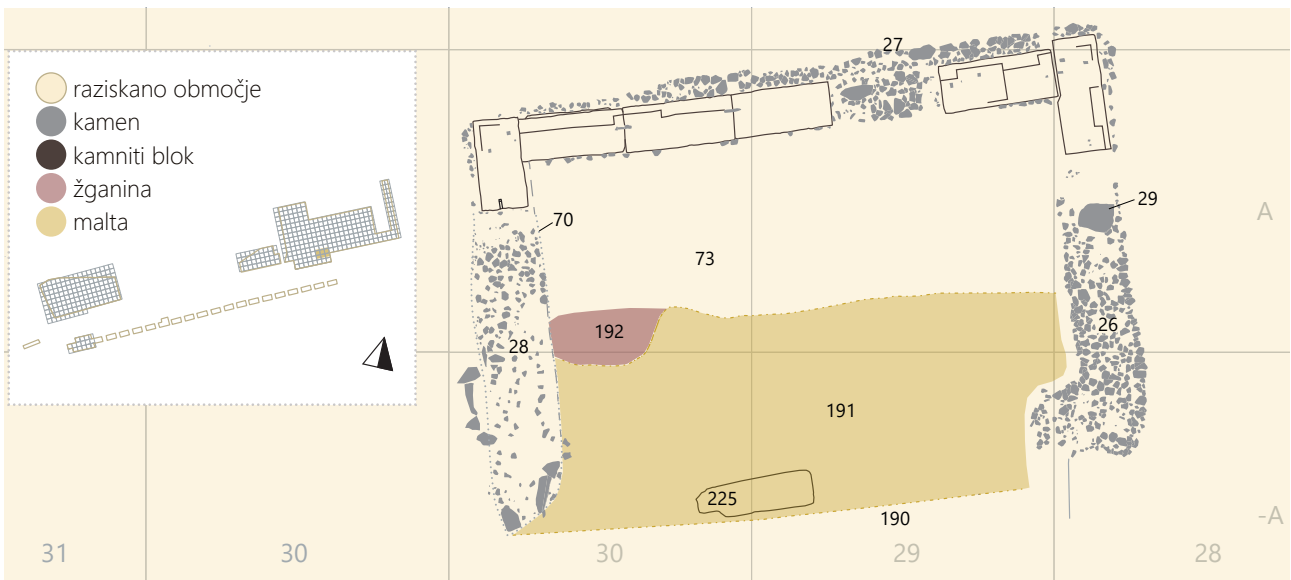 raziskano območje
kamen
kamniti blok
žganina
malta
27
29
70
A
73
192
28
26
191
225
190
-A
31
30
30
29
28